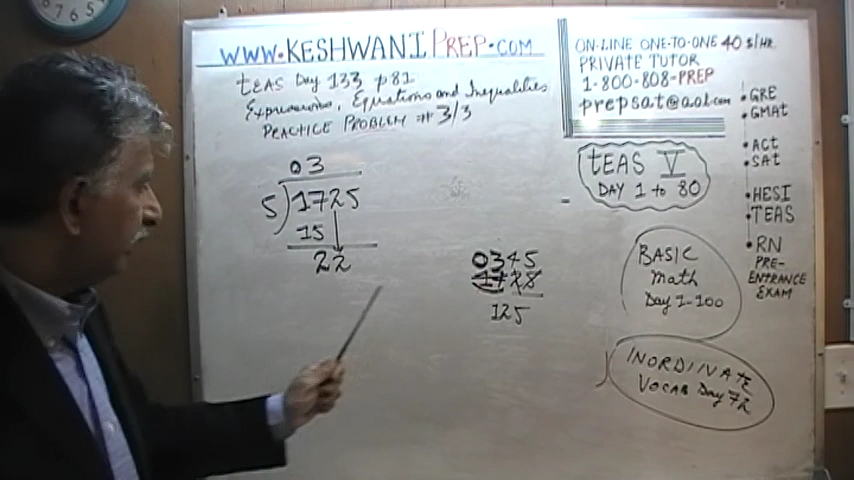 www.KESHWANIPREP.COM
tEAS Day 133 p81
Expressions, Equations and Inequalities
PRACTICE PROBLEM # 3/3
03
5 1725
15
22
0345
125
ON-LINE ONE-TO-ONE 40 $/HR
PRIVATE TUTOR
1-800-808-PREP
prepsat@aol.com
tEAS V
DAY 1 to 80
BASIC
Math
Day 1-100
INORDINATE
VOCAB Day 72
•GRE
•GMAT
•ACT
•SAT
•HESI
•TEAS
•RN
PRE-
ENTRANCE
EXAM